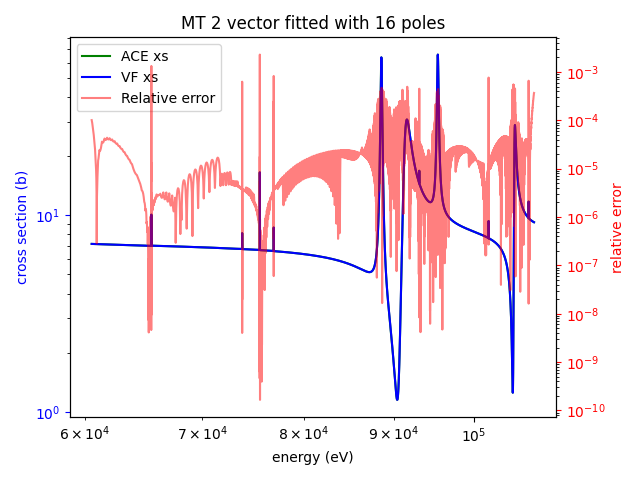 MT 2 vector fitted with 16 poles
ACE xs
VF xs
Relative error
cross section (b)
10¹
10⁰
10⁻³
10⁻⁴
10⁻⁵
10⁻⁶
10⁻⁷
10⁻⁸
10⁻⁹
10⁻¹⁰
relative error
6 × 10⁴ 7 × 10⁴ 8 × 10⁴ 9 × 10⁴ 10⁵
energy (eV)